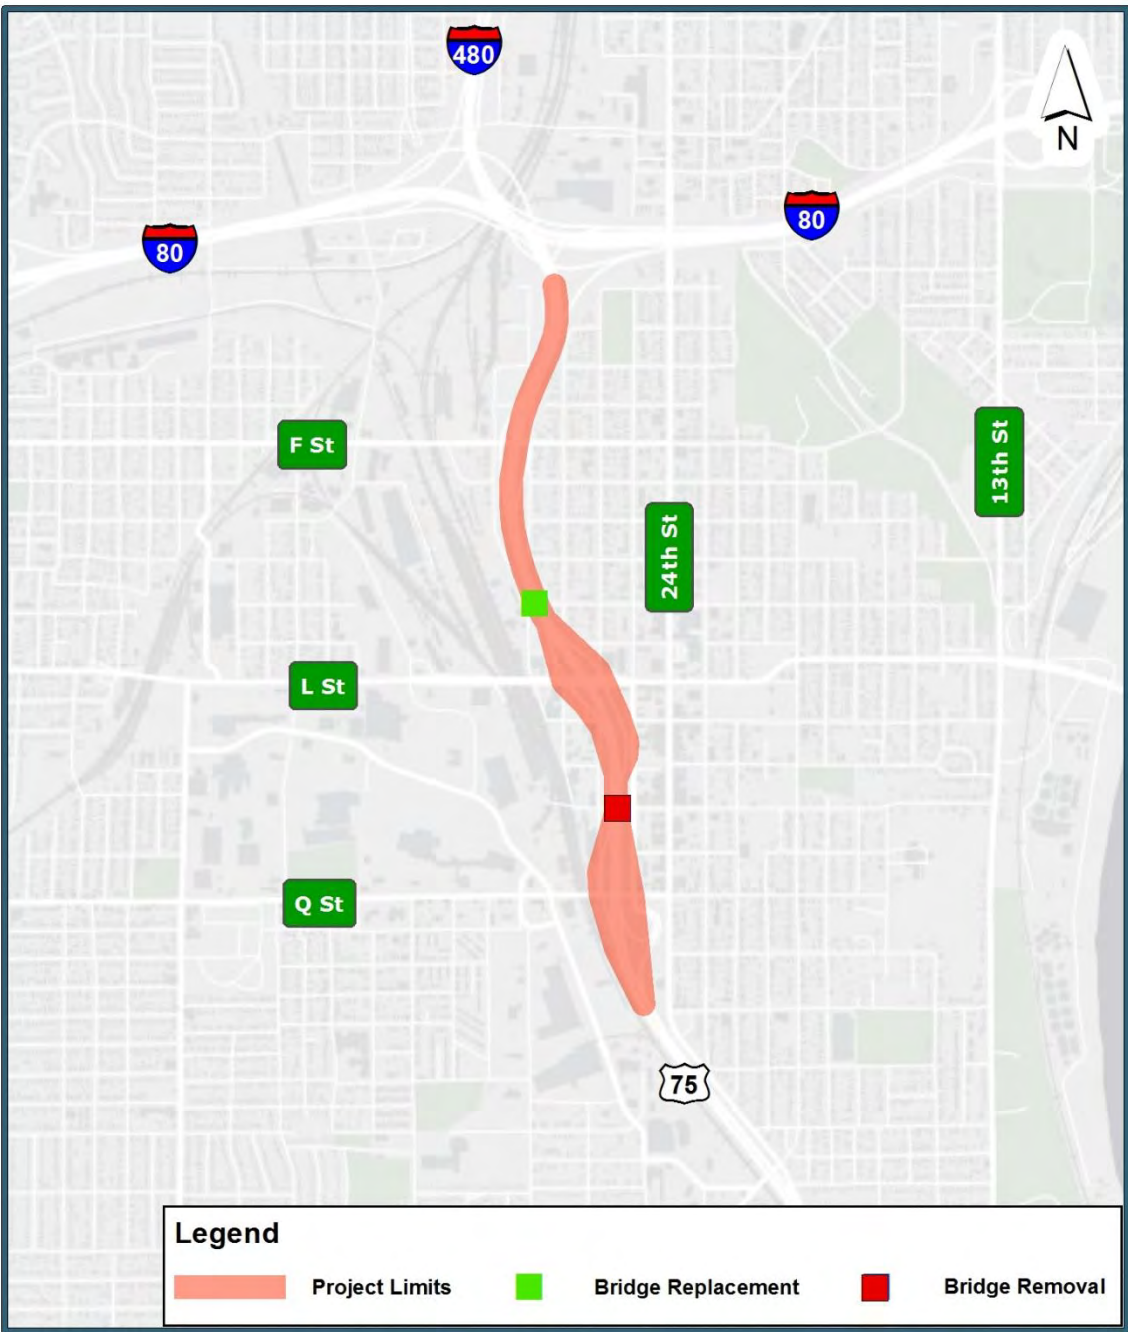 480
N
80
80
F St
13th St
24th St
L St
Q St
75
Legend
Project Limits
Bridge Replacement
Bridge Removal